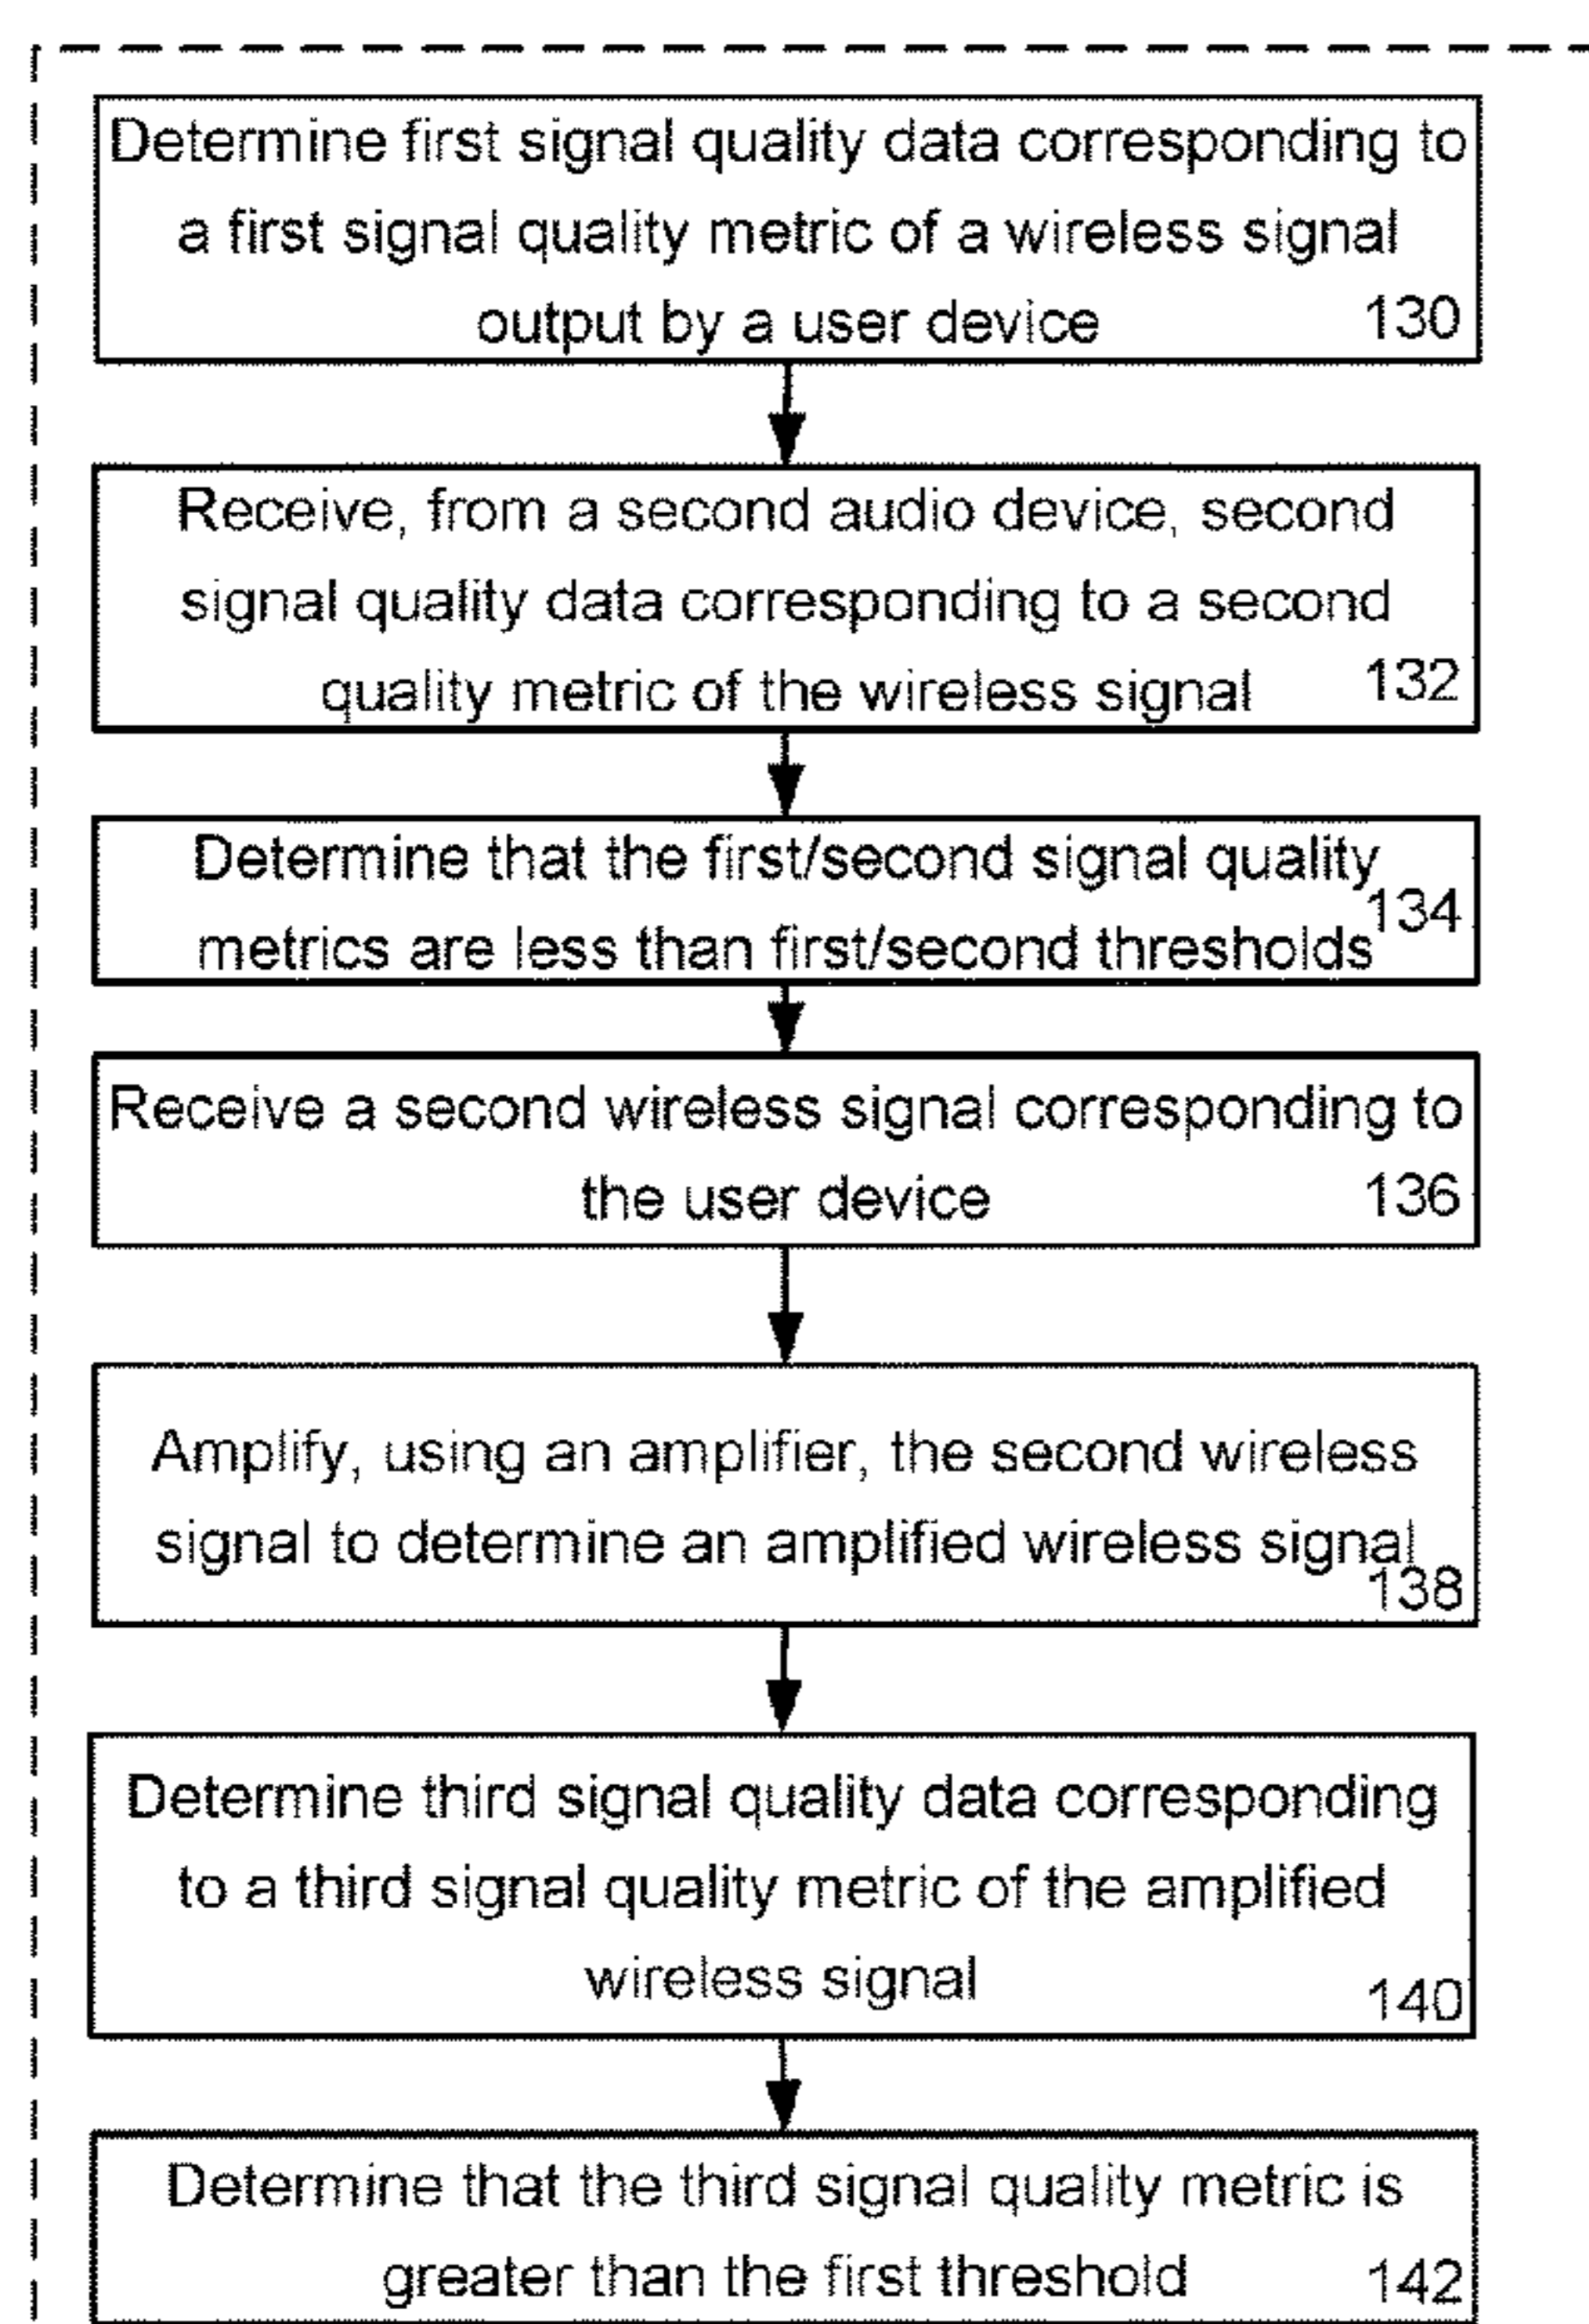 Determine first signal quality data corresponding to
a first signal quality metric of a wireless signal
output by a user device 130
Receive, from a second audio device, second
signal quality data corresponding to a second
quality metric of the wireless signal 132
Determine that the first/second signal quality
metrics are less than first/second thresholds 134
Receive a second wireless signal corresponding to
the user device 136
Amplify, using an amplifier, the second wireless
signal to determine an amplified wireless signal
138
Determine third signal quality data corresponding
to a third signal quality metric of the amplified
wireless signal 140
Determine that the third signal quality metric is
greater than the first threshold 142